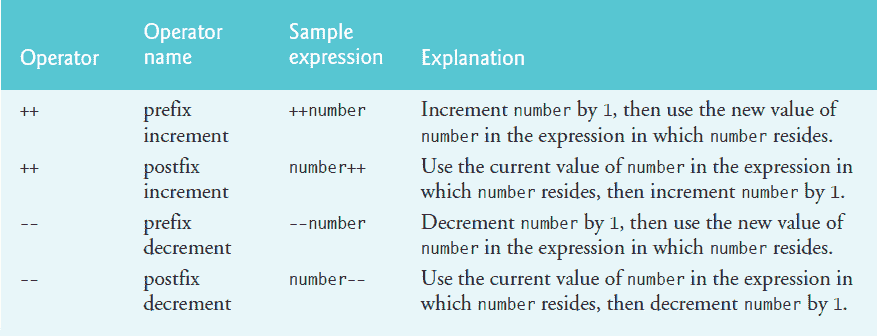 Operator Operator name Sample expression Explanation
++ prefix increment ++number Increment number by 1, then use the new value of
number in the expression in which number resides.
++ postfix increment number++ Use the current value of number in the expression in
which number resides, then increment number by 1.
-- prefix decrement --number Decrement number by 1, then use the new value of
number in the expression in which number resides.
-- postfix decrement number-- Use the current value of number in the expression in
which number resides, then decrement number by 1.